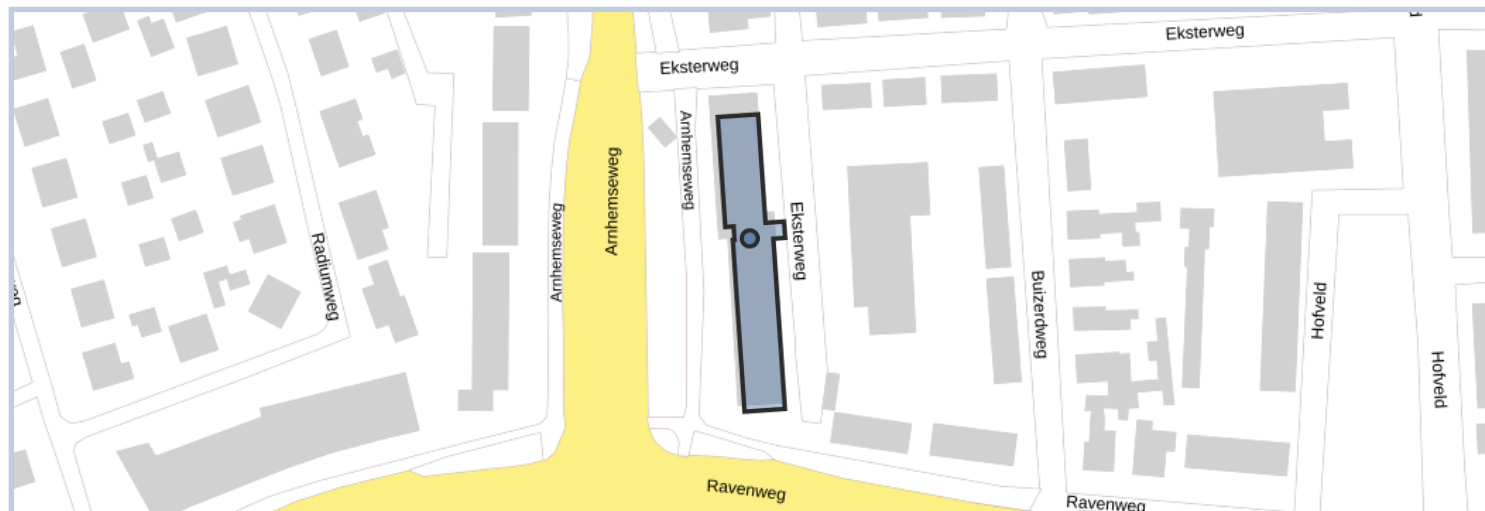 Eksterweg
Eksterweg
Arnhemseweg
Arnhemseweg
Arnhemseweg
Eksterweg
Radiumweg
Buizerdweg
Hofveld
Hofveld
Ravenweg
Ravenweg